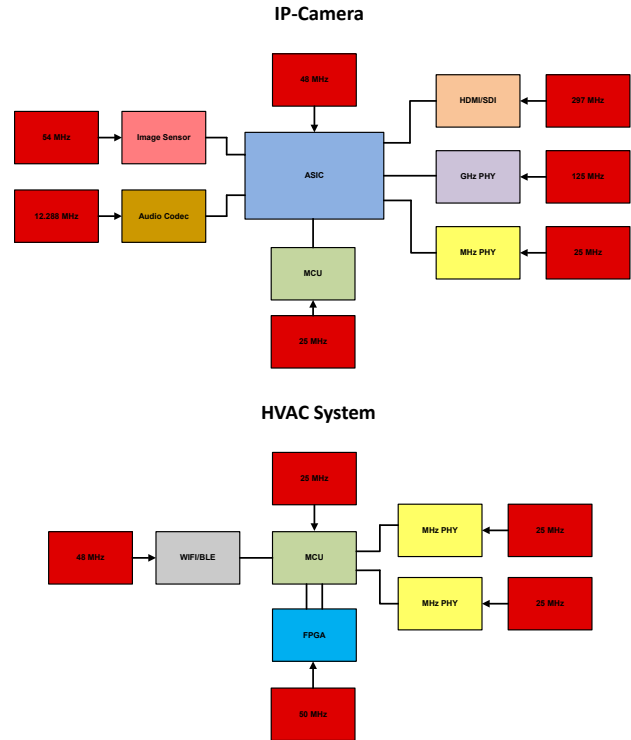 IP-Camera
48 MHz
HDMI/SDI
297 MHz
54 MHz
Image Sensor
ASIC
GHz PHY
125 MHz
12.288 MHz
Audio Codec
MHz PHY
25 MHz
MCU
25 MHz
HVAC System
25 MHz
MHz PHY
25 MHz
48 MHz
WIFI/BLE
MCU
MHz PHY
25 MHz
FPGA
60 MHz